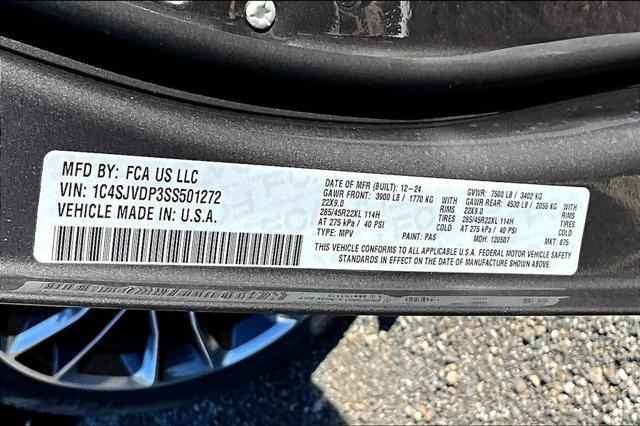 MFD BY: FCA US LLC
VIN: 1C4SJVDP3SS501272
VEHICLE MADE IN: U.S.A.
DATE OF MFR (BUILT): 12-24 GVWR: 7500 LB / 3402 KG
GAWR FRONT: 3900 LB / 1770 KG GAWR REAR: 4530 LB / 2055 KG
22X9.0 TIRES 22X9.0 TIRES
285/45R22XL 114H RIMS 285/45R22XL 114H RIMS
AT 275 kPa / 40 PSI COLD AT 275 kPa / 40 PSI COLD
TYPE: MPV PAINT: PAS MDH: 120507 MKT: 875
THIS VEHICLE CONFORMS TO ALL APPLICABLE U.S.A. FEDERAL MOTOR VEHICLE SAFETY
STANDARDS IN EFFECT ON THE DATE OF MANUFACTURE SHOWN ABOVE.